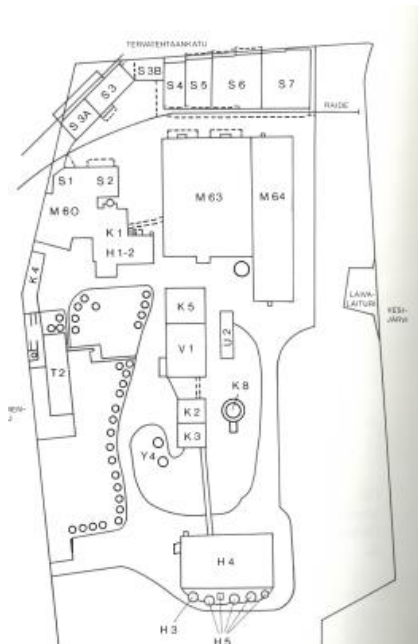 TERVATEHTAANKATU
S 3B
S 4
S 5
S 6
S 7
S 3
S 3A
RAIDE
S 1
S 2
M 63
M 64
M 60
K 1
H 1-2
K 4
K 5
U 2
LAIVA-
LAITURI
VESI-
JÄRVI
V 1
T 2
K 8
K 2
K 3
Y 4
H 4
H 3
H 5